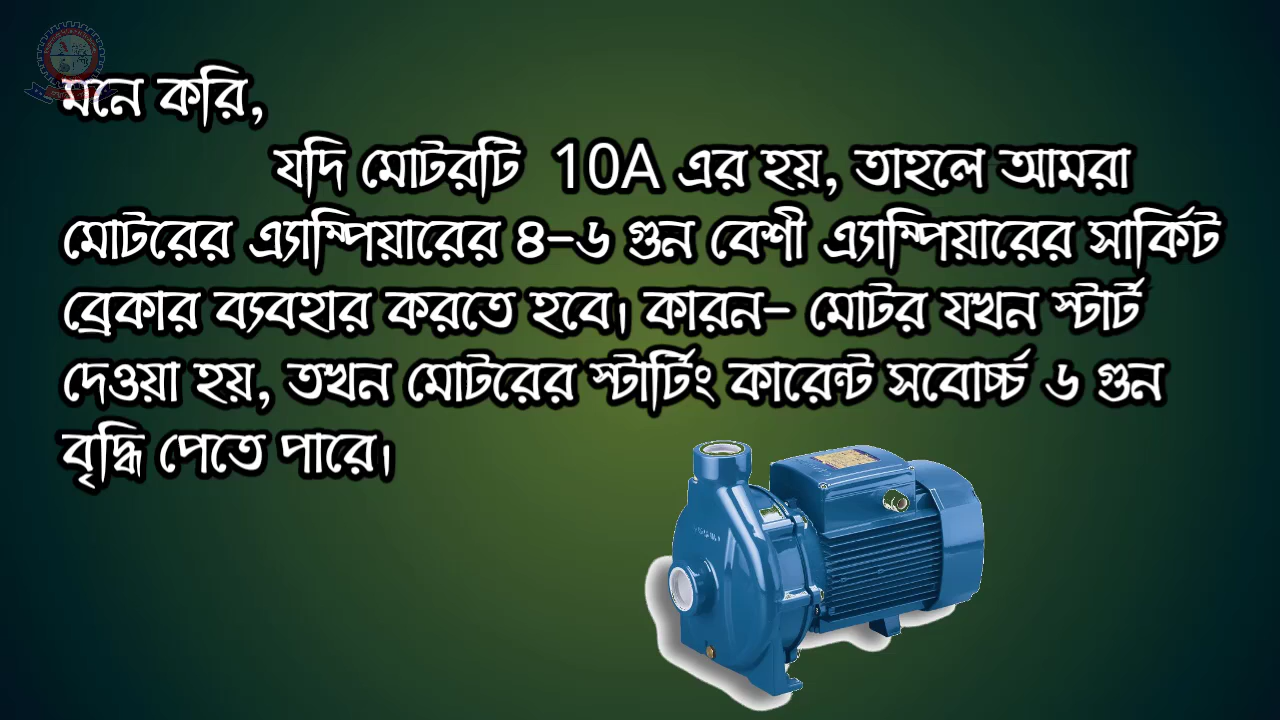 মনে করি,
যদি মোটরটি 10A এর হয়, তাহলে আমরা
মোটরের এ্যাম্পিয়ারের ৪-৬ গুন বেশী এ্যাম্পিয়ারের সার্কিট
ব্রেকার ব্যবহার করতে হবে। কারন- মোটর যখন স্টার্ট
দেওয়া হয়, তখন মোটরের স্টার্টিং কারেন্ট সবোর্চ্চ ৬ গুন
বৃদ্ধি পেতে পারে।